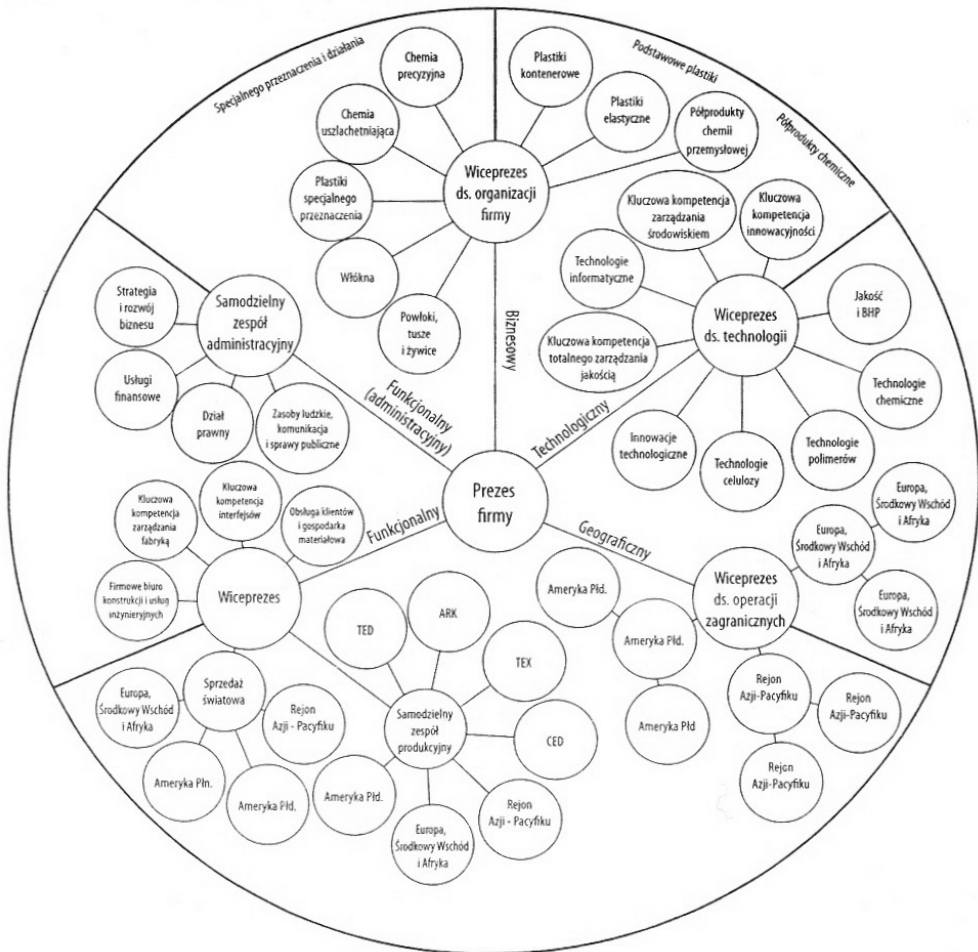 Specjalnego przeznaczenia i działania
Podstawowe plastiki
Półprodukty chemiczne
Chemia
precyzyjna
Plastiki
kontenerowe
Chemia
uszlachetniająca
Plastiki
elastyczne
Półprodukty
chemii
przemysłowej
Plastiki
specjalnego
przeznaczenia
Wiceprezes
ds. organizacji
firmy
Włókna
Powłoki,
tusze
i żywice
Biznesowy
Kluczowa kompetencja
zarządzania
środowiskiem
Kluczowa
kompetencja
innowacyjności
Technologie
informatyczne
Kluczowa kompetencja
totalnego zarządzania
jakością
Wiceprezes
ds. technologii
Jakość
i BHP
Technologie
chemiczne
Technologie
polimerów
Technologie
celulozy
Innowacje
technologiczne
Technologiczny
Strategia
i rozwój
biznesu
Samodzielny
zespół
administracyjny
Usługi
finansowe
Dział
prawny
Zasoby ludzkie,
komunikacja
i sprawy publiczne
Funkcjonalny
(administracyjny)
Prezes
firmy
Kluczowa
kompetencja
zarządzania
fabryką
Kluczowa
kompetencja
interfejsów
Obsługa klientów
i gospodarka
materiałowa
Funkcjonalny
Firmowe biuro
konstrukcji i usług
inżynieryjnych
Wiceprezes
Geograficzny
Wiceprezes
ds. operacji
zagranicznych
Europa,
Środkowy Wschód
i Afryka
Europa,
Środkowy Wschód
i Afryka
Europa,
Środkowy Wschód
i Afryka
Ameryka Płd.
Ameryka Płd.
Ameryka Płd
Rejon
Azji-Pacyfiku
Rejon
Azji-Pacyfiku
Rejon
Azji-Pacyfiku
TED
ARK
TEX
CED
Samodzielny
zespół
produkcyjny
Ameryka Płd.
Europa,
Środkowy Wschód
i Afryka
Rejon
Azji - Pacyfiku
Sprzedaż
światowa
Europa,
Środkowy Wschód
i Afryka
Rejon
Azji - Pacyfiku
Ameryka Płn.
Ameryka Płd.